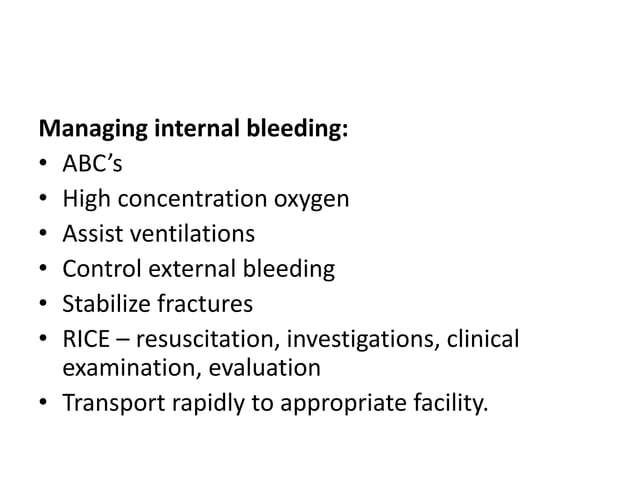 Managing internal bleeding:
• ABC’s
• High concentration oxygen
• Assist ventilations
• Control external bleeding
• Stabilize fractures
• RICE – resuscitation, investigations, clinical
examination, evaluation
• Transport rapidly to appropriate facility.